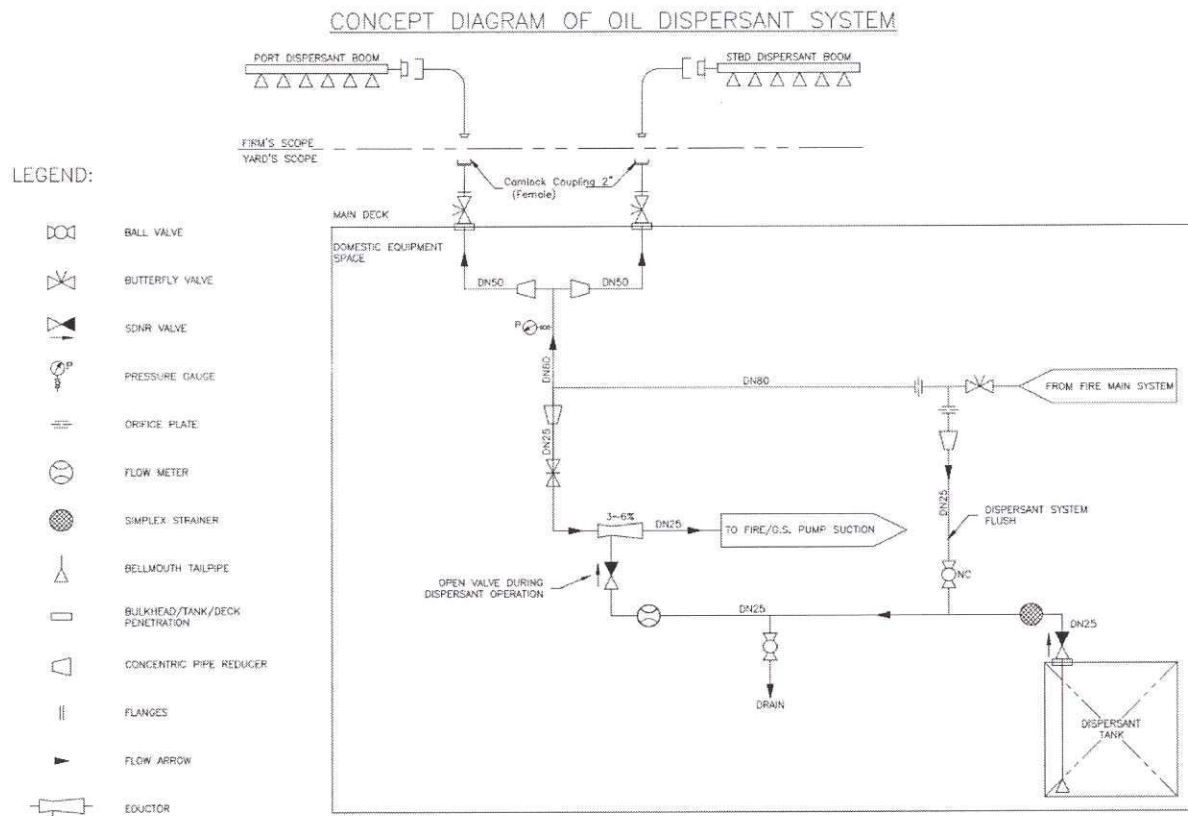 CONCEPT DIAGRAM OF OIL DISPERSANT SYSTEM
PORT DISPERSANT BOOM
STBD DISPERSANT BOOM
FIRM'S SCOPE
YARD'S SCOPE
Camlock Coupling 2"
(Female)
MAIN DECK
DOMESTIC EQUIPMENT
SPACE
DN50
DN50
P
DN80
DN80
FROM FIRE MAIN SYSTEM
DN25
DN25
3~6%
DN25
TO FIRE/G.S. PUMP SUCTION
DISPERSANT SYSTEM
FLUSH
OPEN VALVE DURING
DISPERSANT OPERATION
NC
DN25
DN25
DRAIN
DISPERSANT
TANK
LEGEND:
BALL VALVE
BUTTERFLY VALVE
SDNR VALVE
P
PRESSURE GAUGE
ORIFICE PLATE
FLOW METER
SIMPLEX STRAINER
BELLMOUTH TAILPIPE
BULKHEAD/TANK/DECK
PENETRATION
CONCENTRIC PIPE REDUCER
FLANGES
FLOW ARROW
EDUCTOR